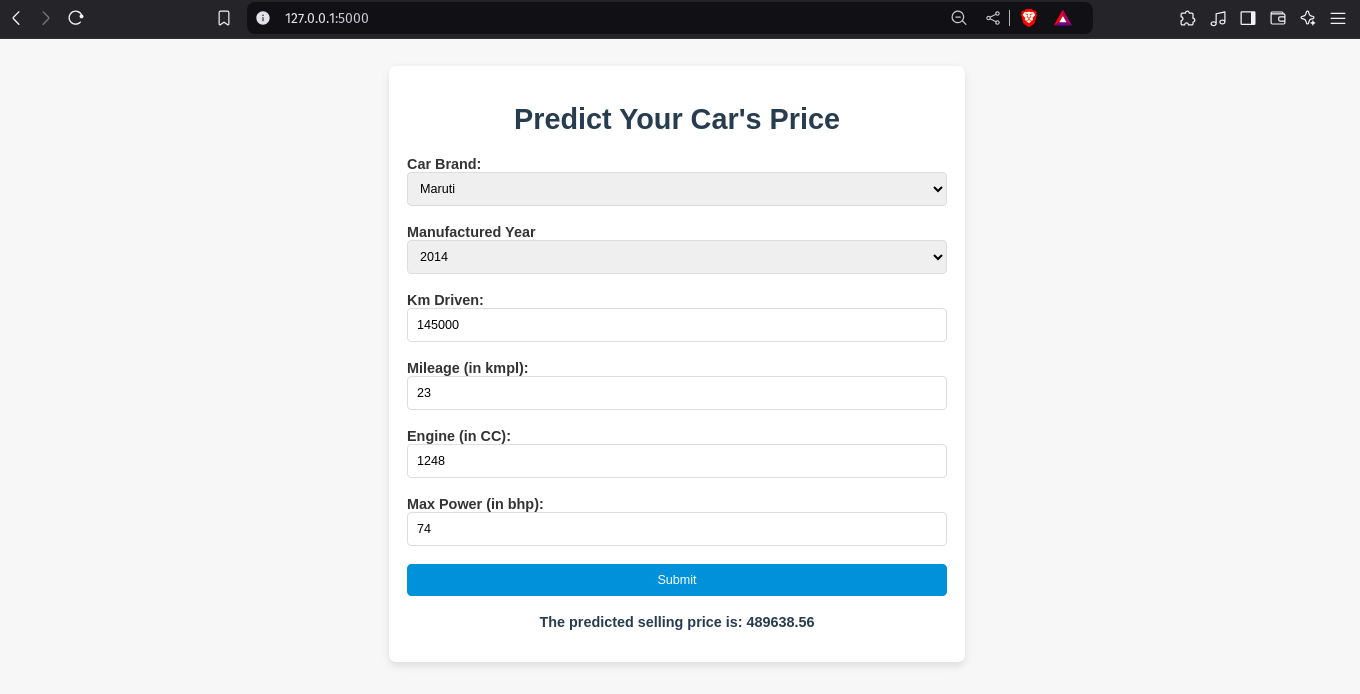 127.0.0.1:5000
Predict Your Car's Price
Car Brand:
Maruti
Manufactured Year
2014
Km Driven:
145000
Mileage (in kmpl):
23
Engine (in CC):
1248
Max Power (in bhp):
74
Submit
The predicted selling price is: 489638.56